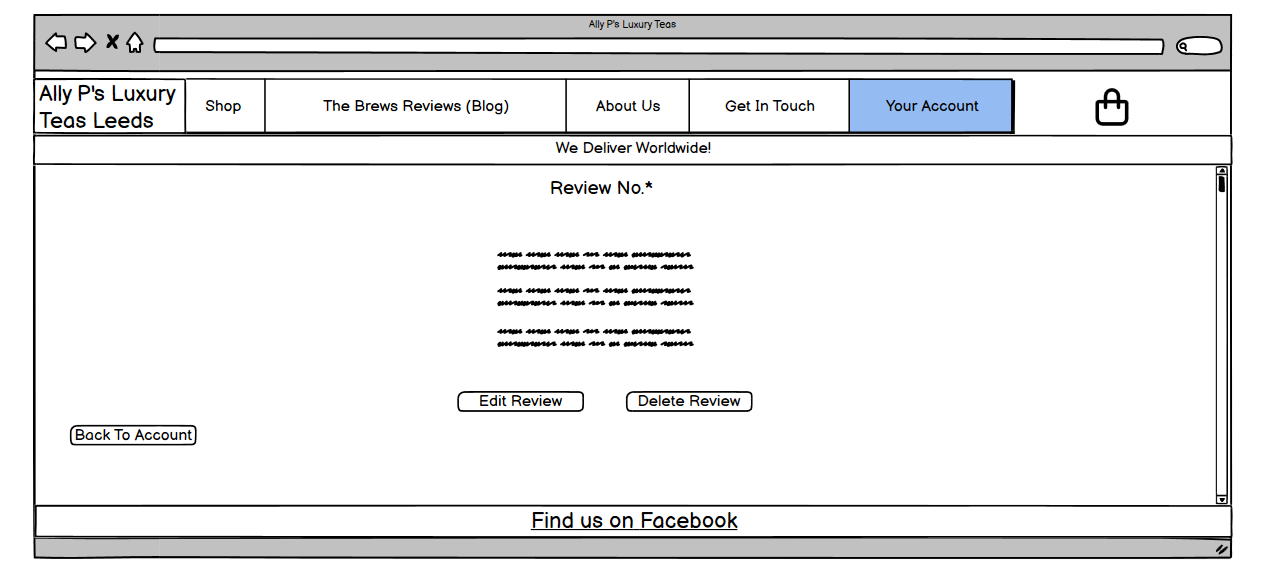 Ally P's Luxury Teas
Ally P's Luxury
Teas Leeds
Shop
The Brews Reviews (Blog)
About Us
Get In Touch
Your Account
We Deliver Worldwide!
Review No.*
Edit Review
Delete Review
Back To Account
Find us on Facebook